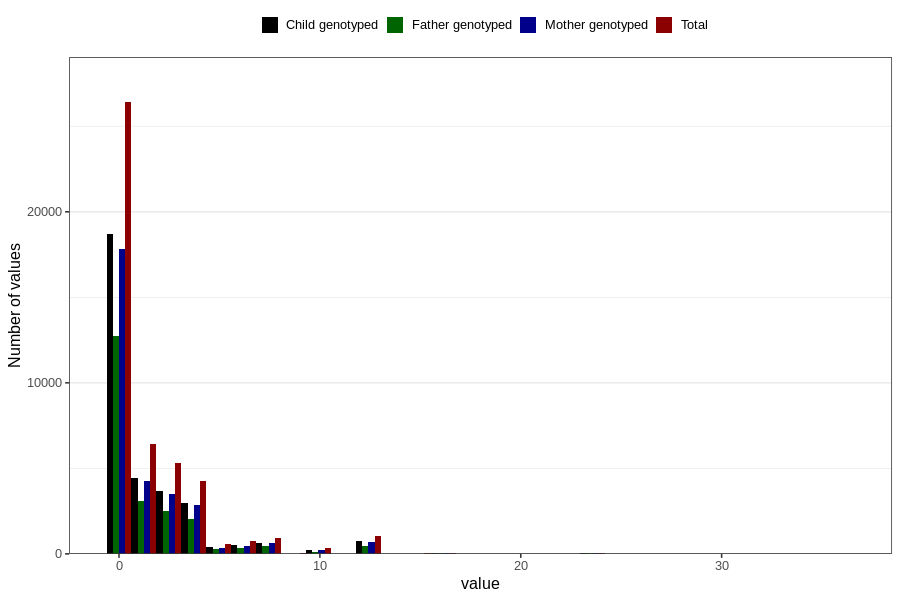 Child genotyped Father genotyped Mother genotyped Total
Number of values
20000
10000
0
0 10 20 30
value